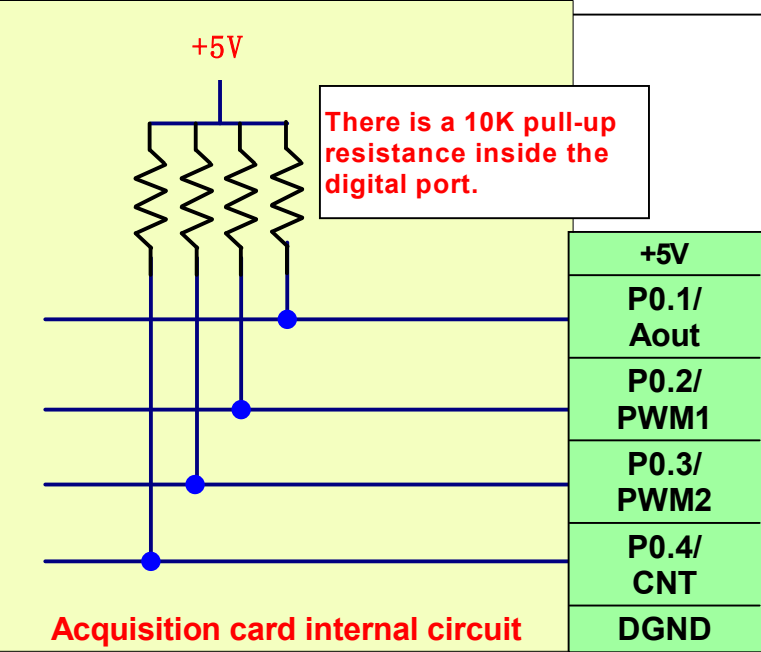 +5V
There is a 10K pull-up
resistance inside the
digital port.
+5V
P0.1/
Aout
P0.2/
PWM1
P0.3/
PWM2
P0.4/
CNT
DGND
Acquisition card internal circuit